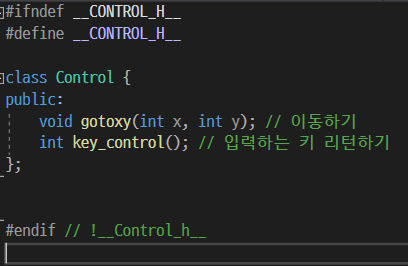 #ifndef __CONTROL_H__
#define __CONTROL_H__
class Control {
public:
void gotoxy(int x, int y); // 이동하기
int key_control(); // 입력하는 키 리턴하기
};
#endif // !__Control_h__